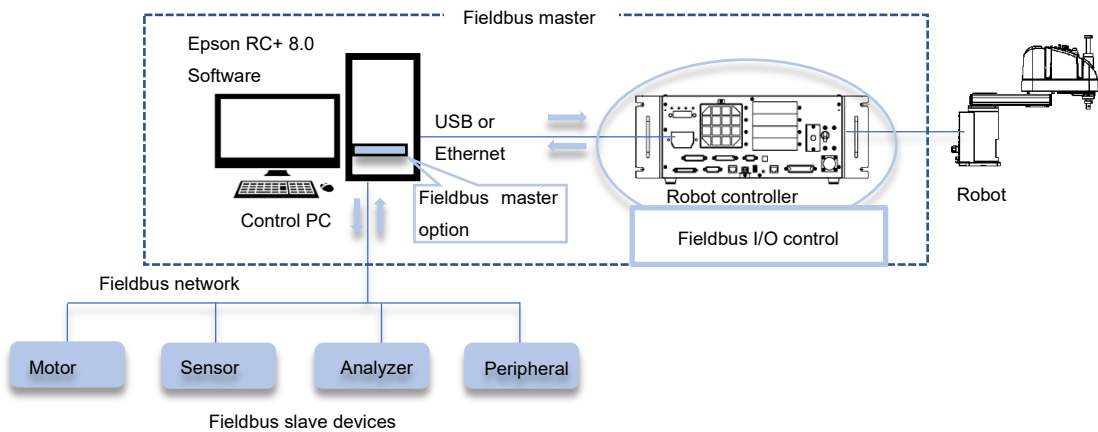 Fieldbus master
Epson RC+ 8.0
Software
USB or
Ethernet
Fieldbus master
option
Control PC
Robot controller
Robot
Fieldbus I/O control
Fieldbus network
Motor
Sensor
Analyzer
Peripheral
Fieldbus slave devices